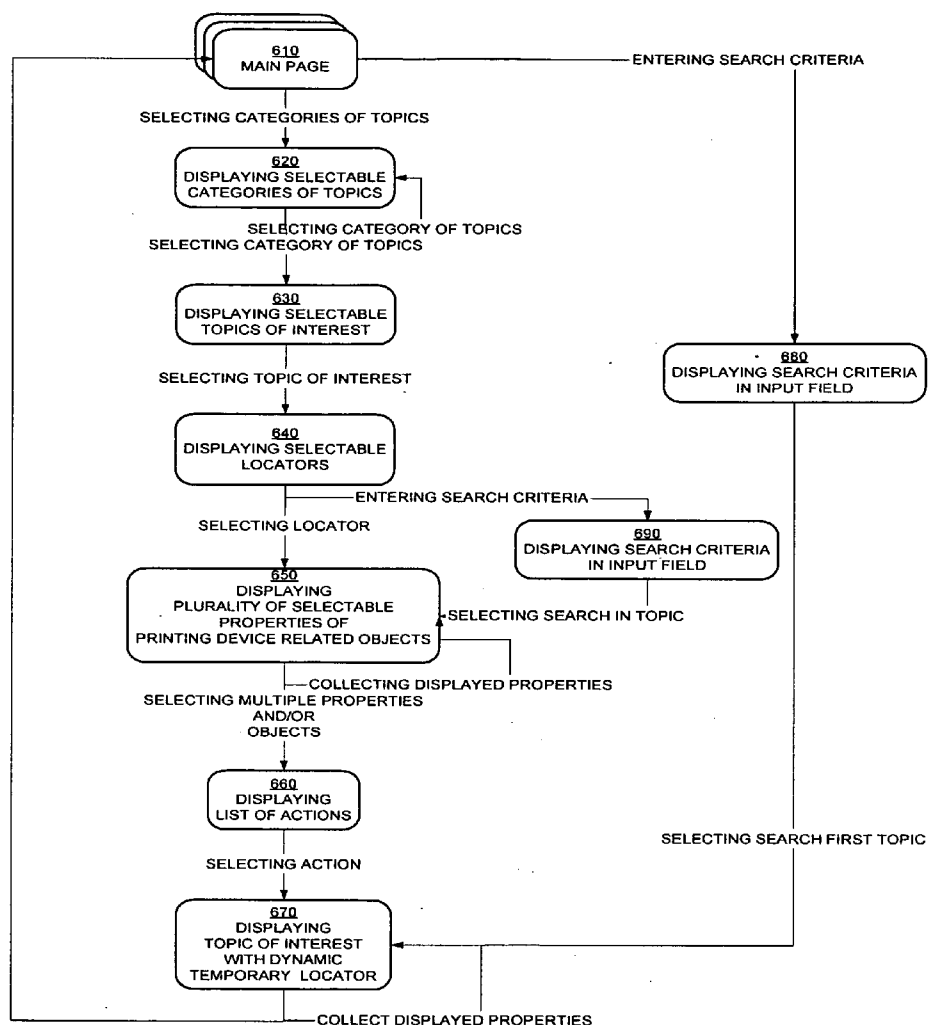 610
MAIN PAGE
ENTERING SEARCH CRITERIA
SELECTING CATEGORIES OF TOPICS
620
DISPLAYING SELECTABLE
CATEGORIES OF TOPICS
SELECTING CATEGORY OF TOPICS
SELECTING CATEGORY OF TOPICS
630
DISPLAYING SELECTABLE
TOPICS OF INTEREST
680
DISPLAYING SEARCH CRITERIA
IN INPUT FIELD
SELECTING TOPIC OF INTEREST
640
DISPLAYING SELECTABLE
LOCATORS
ENTERING SEARCH CRITERIA
SELECTING LOCATOR
690
DISPLAYING SEARCH CRITERIA
IN INPUT FIELD
650
DISPLAYING
PLURALITY OF SELECTABLE
PROPERTIES OF
PRINTING DEVICE RELATED OBJECTS
SELECTING SEARCH IN TOPIC
COLLECTING DISPLAYED PROPERTIES
SELECTING MULTIPLE PROPERTIES
AND/OR
OBJECTS
660
DISPLAYING
LIST OF ACTIONS
SELECTING SEARCH FIRST TOPIC
SELECTING ACTION
670
DISPLAYING
TOPIC OF INTEREST
WITH DYNAMIC
TEMPORARY LOCATOR
COLLECT DISPLAYED PROPERTIES